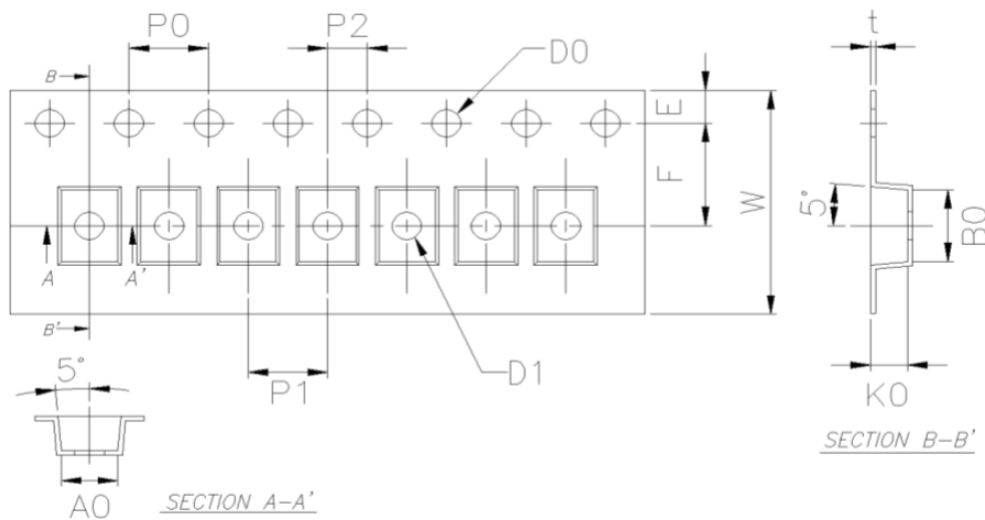 P0
P2
D0
t
B
E
F
W
5°
B0
A
A'
B'
P1
D1
K0
5°
A0
SECTION A-A'
SECTION B-B'